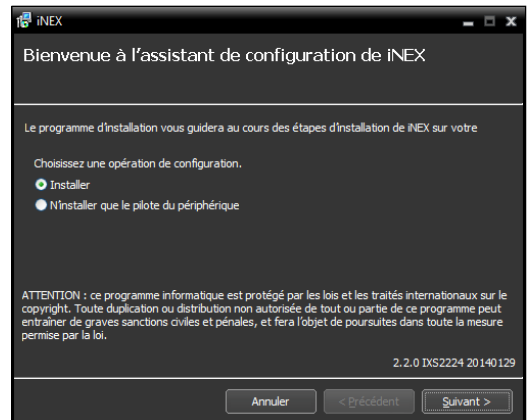 iNEX
Bienvenue à l'assistant de configuration de iNEX
Le programme d'installation vous guidera au cours des étapes d'installation de iNEX sur votre
Choisissez une opération de configuration.
Installer
N'installer que le pilote du périphérique
ATTENTION : ce programme informatique est protégé par les lois et les traités internationaux sur le
copyright. Toute duplication ou distribution non autorisée de tout ou partie de ce programme peut
entraîner de graves sanctions civiles et pénales, et fera l'objet de poursuites dans toute la mesure
permise par la loi.
2.2.0 IXS2224 20140129
Annuler
< Précédent
Suivant >